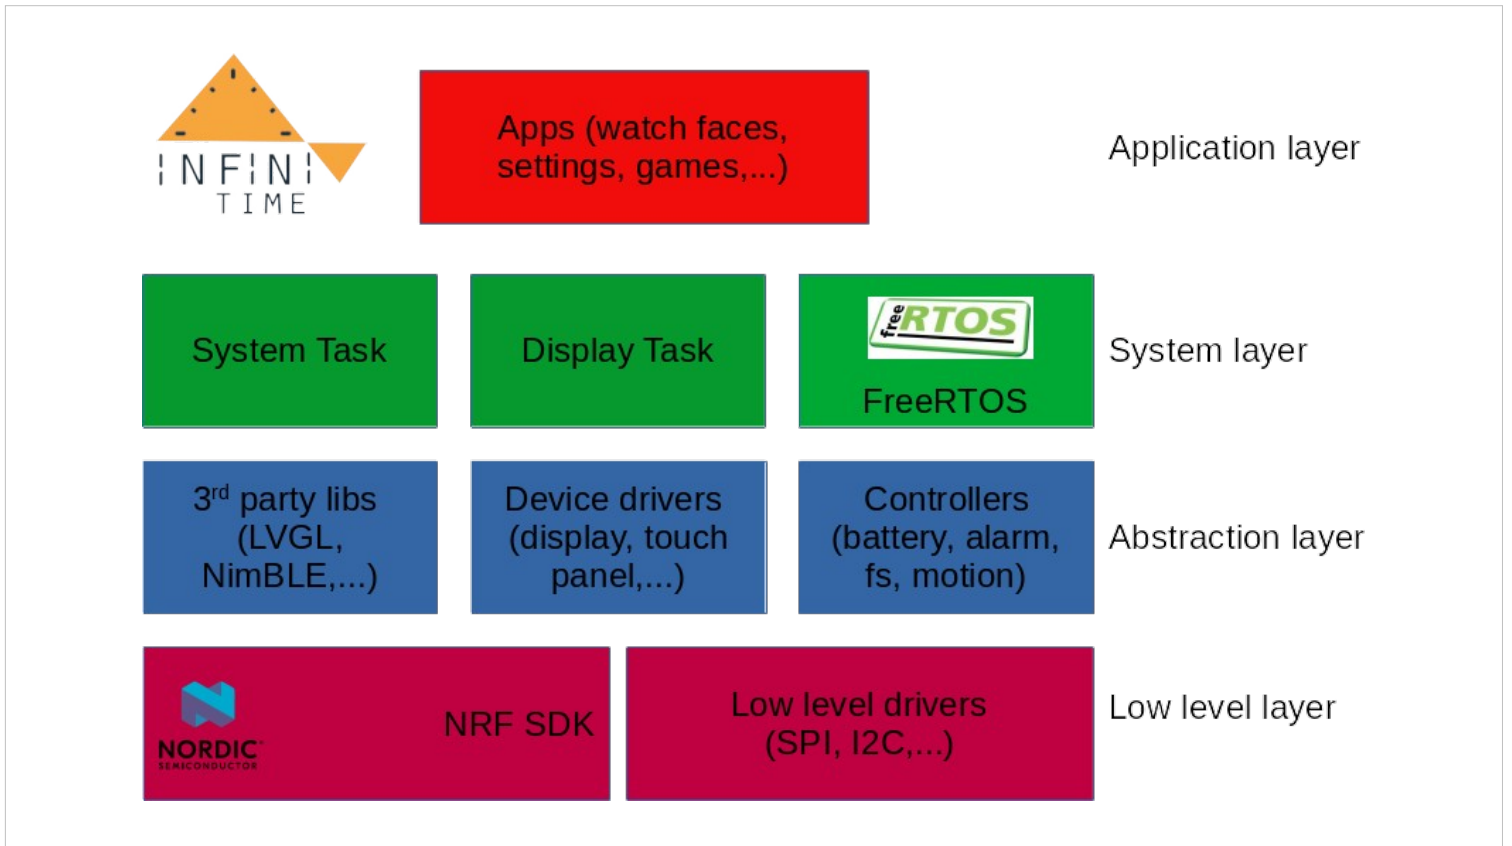 INFINI
TIME
Apps (watch faces,
settings, games,...)
Application layer
System Task
Display Task
free RTOS
FreeRTOS
System layer
3rd party libs
(LVGL,
NimBLE,...)
Device drivers
(display, touch
panel,...)
Controllers
(battery, alarm,
fs, motion)
Abstraction layer
NORDIC
SEMICONDUCTOR
NRF SDK
Low level drivers
(SPI, I2C,...)
Low level layer